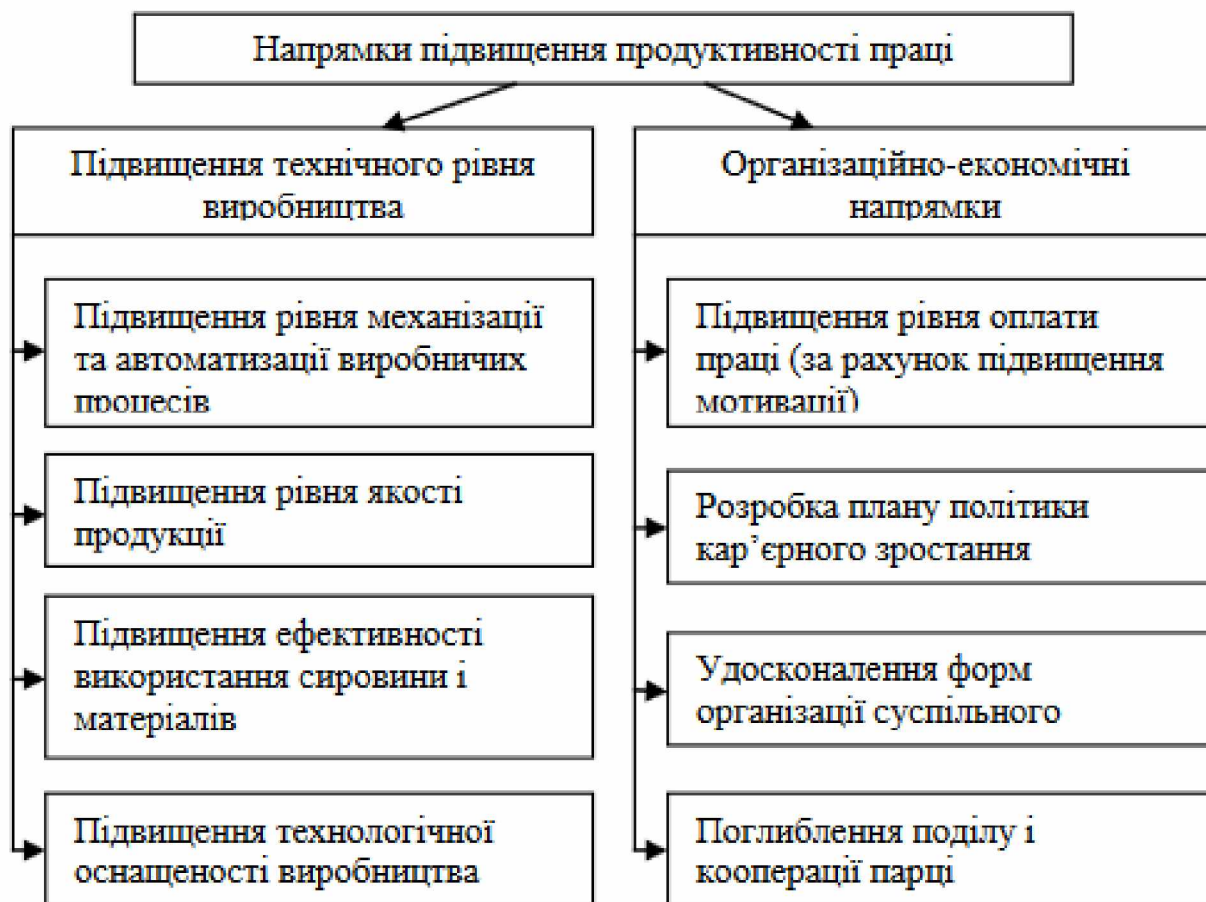 Напрямки підвищення продуктивності праці
Підвищення технічного рівня
виробництва
Підвищення рівня механізації
та автоматизації виробничих
процесів
Підвищення рівня якості
продукції
Підвищення ефективності
використання сировини і
матеріалів
Підвищення технологічної
оснащеності виробництва
Організаційно-економічні
напрямки
Підвищення рівня оплати
праці (за рахунок підвищення
мотивації)
Розробка плану політики
кар’єрного зростання
Удосконалення форм
організації суспільного
Поглиблення поділу і
кооперації парці